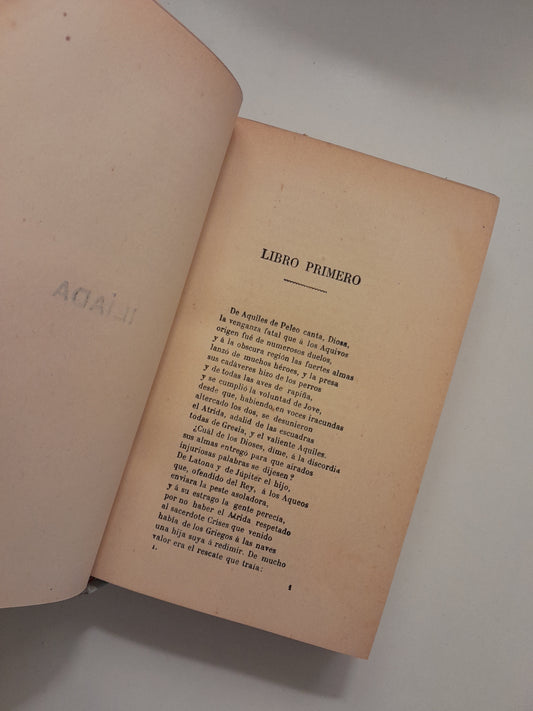 ILÍADA
LIBRO PRIMERO
De Aquiles de Peleo canta, Diosa,
la venganza fatal que á los Aquivos
origen fué de numerosos duelos,
y á la obscura región las fuertes almas
lanzó de muchos héroes, y la presa
sus cadáveres hizo de los perros
y de todas las aves de rapiña,
y se cumplió la voluntad de Jove,
desde que, habiendo en voces iracundas
altercado los dos, se desunieron
el Atrida, adalid de las escuadras
todas de Grecia, y el valiente Aquiles.
¿Cuál de los Dioses, dime, á la discordia
sus almas entregó para que airados
injuriosas palabras se dijesen?
De Latona y de Júpiter el hijo,
que, ofendido del Rey, á los Aqueos
enviara la peste asoladora,
y á su estrago la gente perecía,
por no haber el Atrida respetado
al sacerdote Crises que venido
había de los Griegos á las naves
una hija suya á redimir. De mucho
valor era el rescate que traía:
I.
1